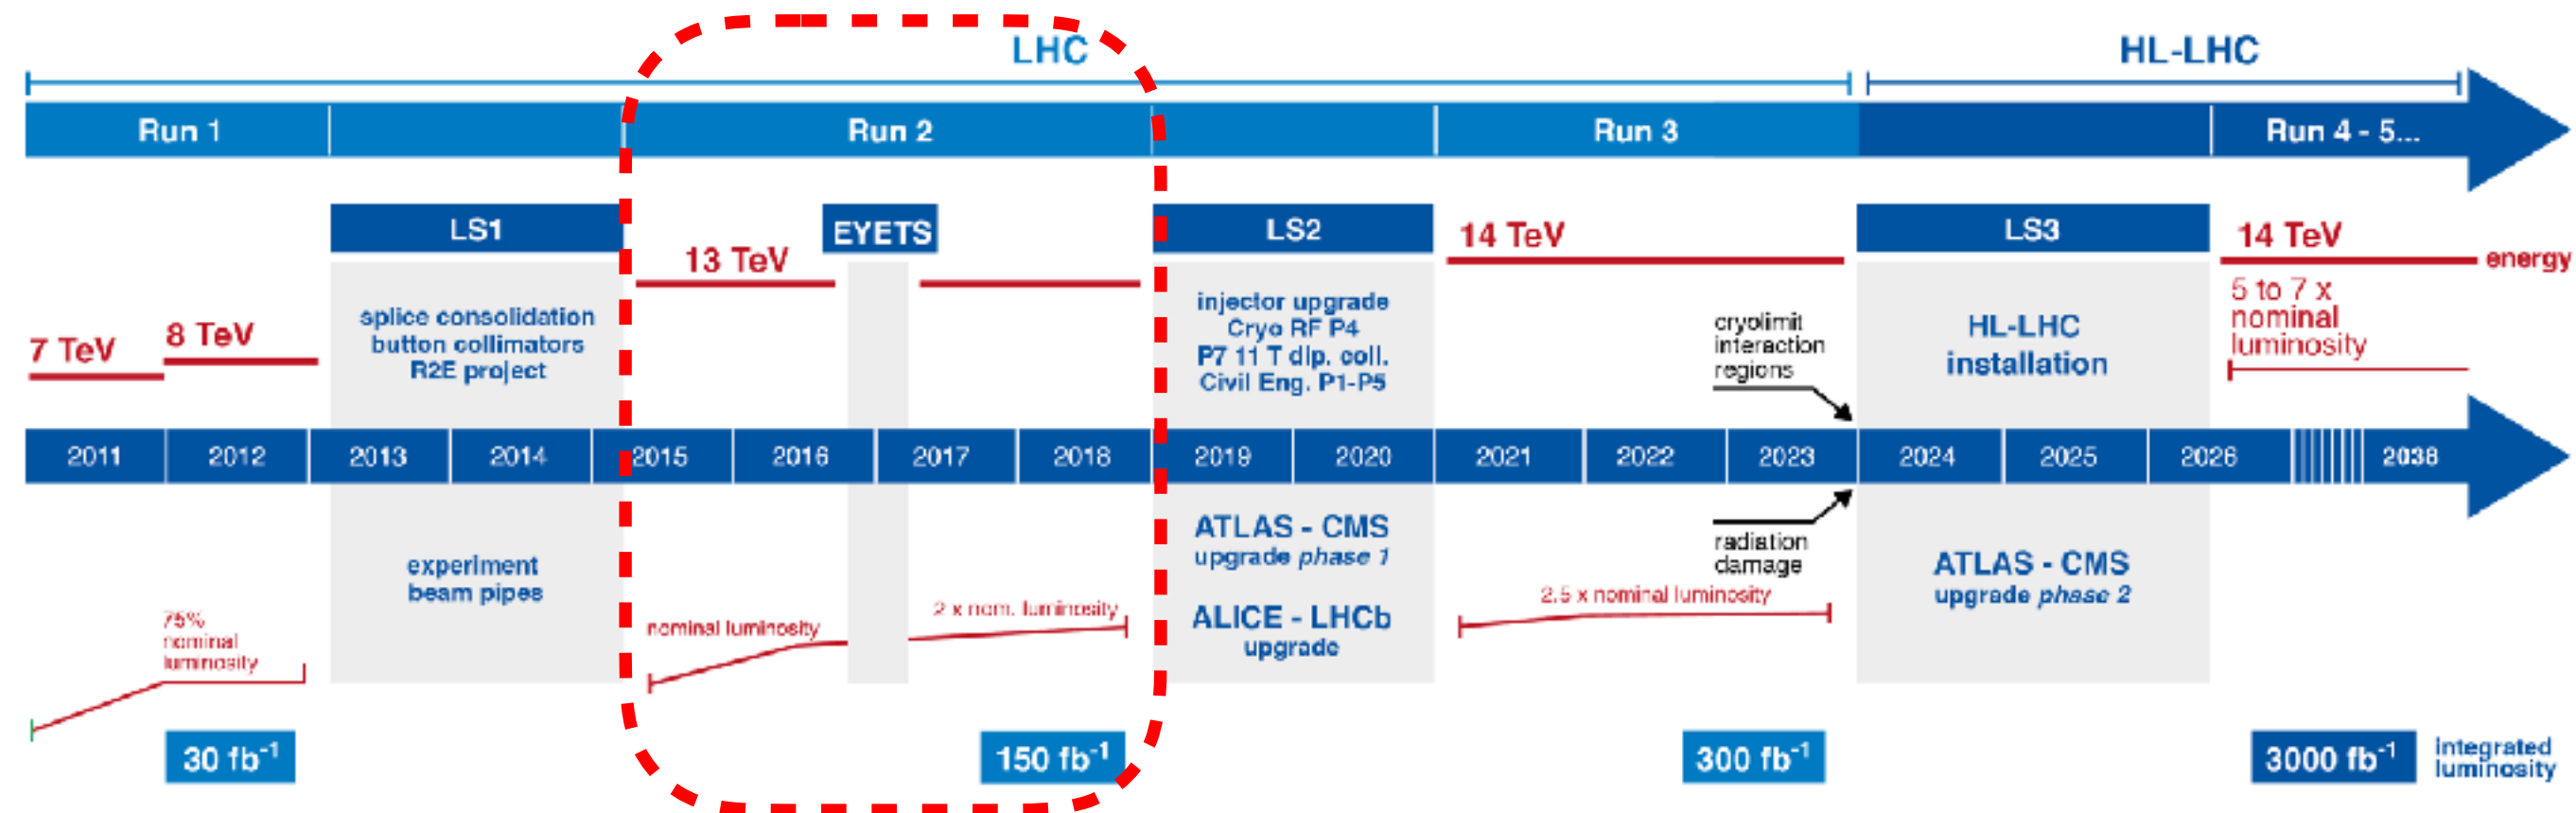 LHC
HL-LHC
Run 1
Run 2
Run 3
Run 4 - 5...
LS1
EYETS
LS2
LS3
13 TeV
14 TeV
14 TeV
energy
7 TeV
8 TeV
splice consolidation
button collimators
R2E project
injector upgrade
Cryo RF P4
P7 11 T dip. coll.
Civil Eng. P1-P5
cryolimit
interaction
regions
HL-LHC
installation
5 to 7 x
nominal
luminosity
2011
2012
2013
2014
2015
2016
2017
2018
2019
2020
2021
2022
2023
2024
2025
2026
2038
experiment
beam pipes
ATLAS - CMS
upgrade phase 1
ALICE - LHCb
upgrade
radiation
damage
ATLAS - CMS
upgrade phase 2
75%
nominal
luminosity
nominal luminosity
2 x nom. luminosity
2.5 x nominal luminosity
30 fb⁻¹
150 fb⁻¹
300 fb⁻¹
3000 fb⁻¹
integrated
luminosity